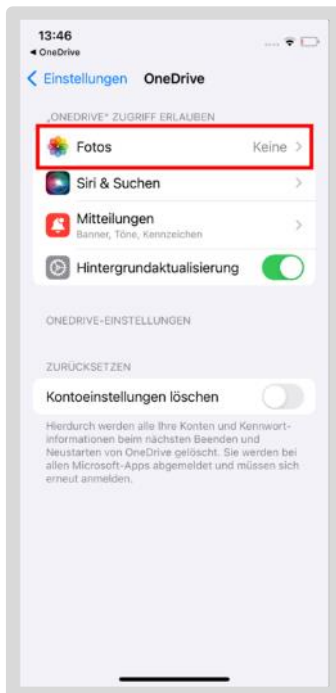 13:46
◀ OneDrive
Einstellungen OneDrive
„ONEDRIVE“ ZUGRIFF ERLAUBEN
Fotos Keine
Siri & Suchen
Mitteilungen
Banner, Töne, Kennzeichen
Hintergrundaktualisierung
ONEDRIVE-EINSTELLUNGEN
ZURÜCKSETZEN
Kontoeinstellungen löschen
Hierdurch werden alle Ihre Konten und Kennwort-
informationen beim nächsten Beenden und
Neustarten von OneDrive gelöscht. Sie werden bei
allen Microsoft-Apps abgemeldet und müssen sich
erneut anmelden.